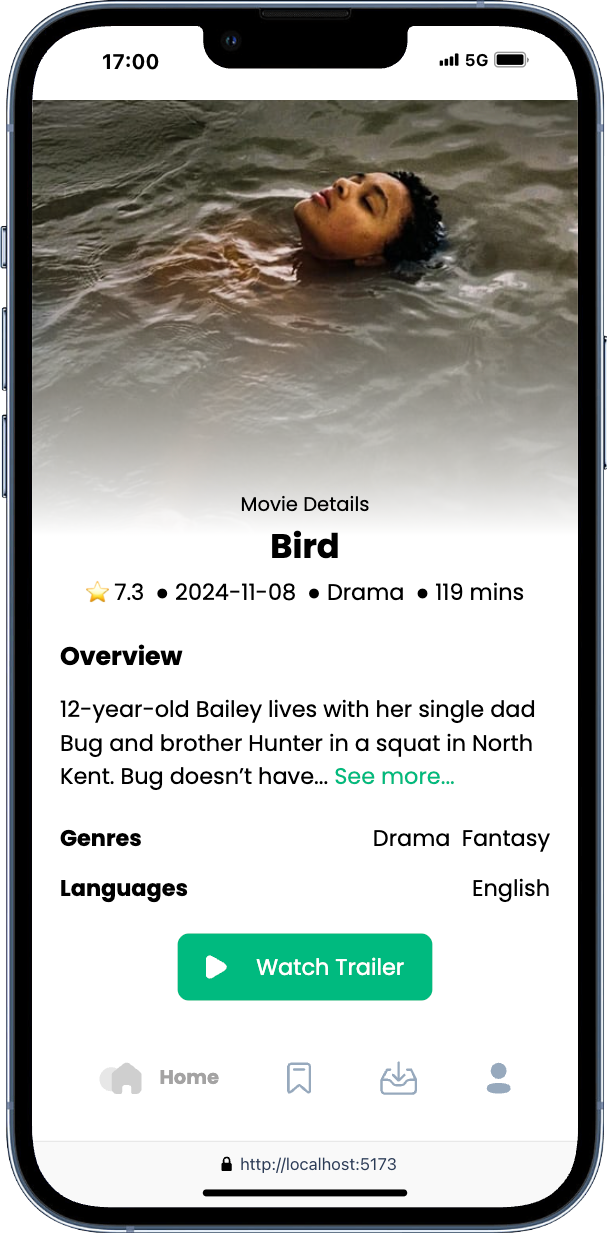 17:00 5G
Movie Details
Bird
⭐ 7.3 ● 2024-11-08 ● Drama ● 119 mins
Overview
12-year-old Bailey lives with her single dad
Bug and brother Hunter in a squat in North
Kent. Bug doesn’t have... See more...
Genres Drama Fantasy
Languages English
Watch Trailer
Home
http://localhost:5173